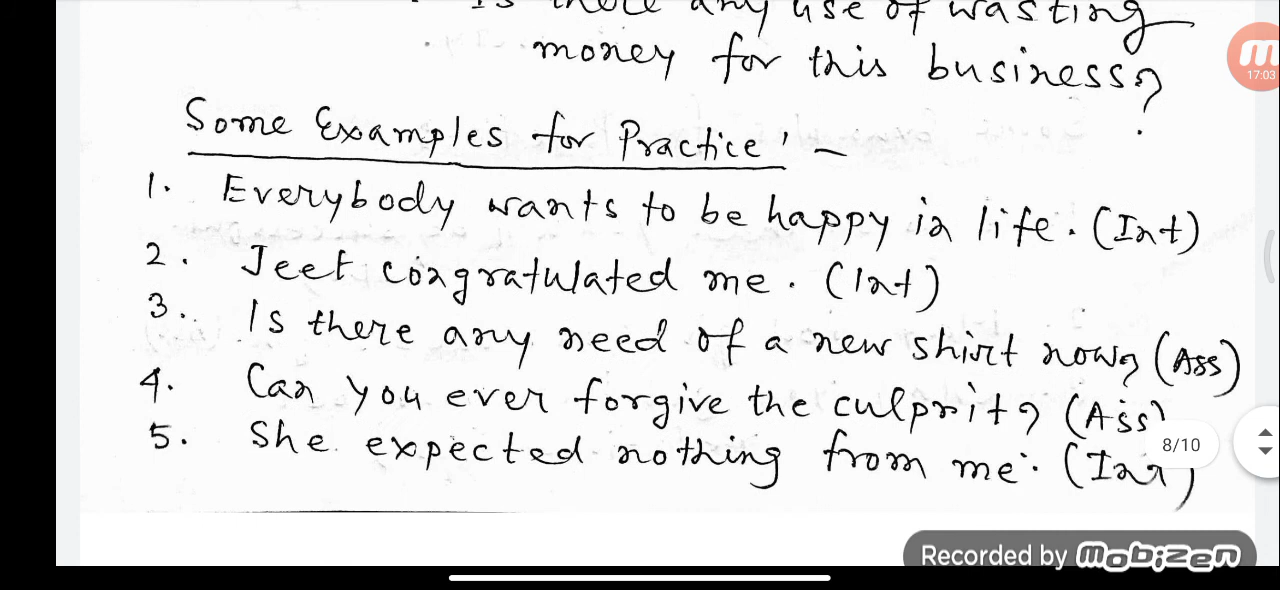 Is there any use of wasting
money for this business?
17:03
Some Examples for Practice' -
1. Everybody wants to be happy in life. (Int)
2. Jeet congratulated me. (Int)
3. Is there any need of a new shirt now? (Ass)
4. Can you ever forgive the culprit? (Ass)
5. She expected nothing from me. (Int)
8/10
Recorded by Mobizen